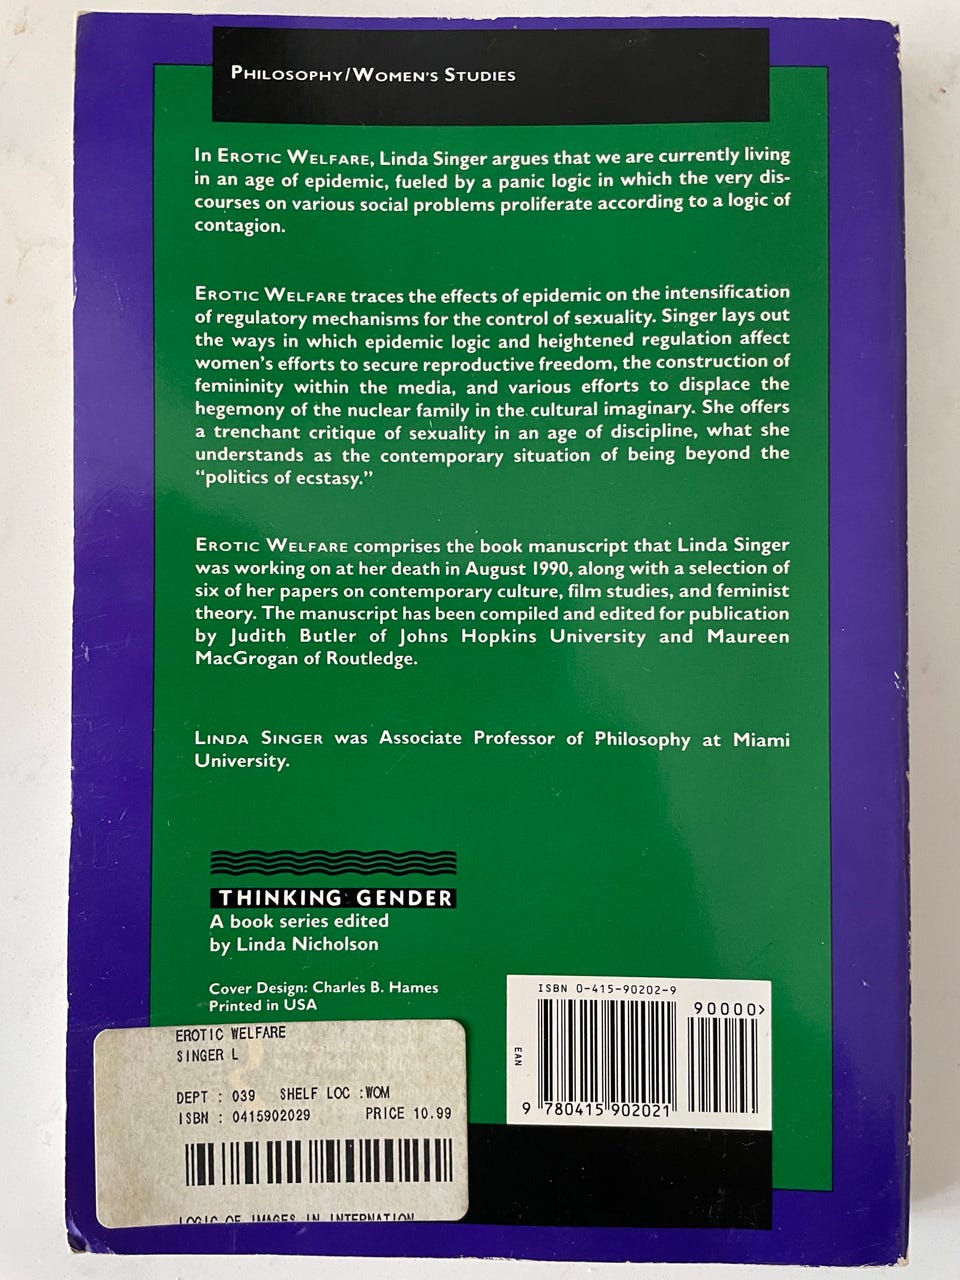 PHILOSOPHY/WOMEN'S STUDIES
In EROTIC WELFARE, Linda Singer argues that we are currently living
in an age of epidemic, fueled by a panic logic in which the very dis-
courses on various social problems proliferate according to a logic of
contagion.
EROTIC WELFARE traces the effects of epidemic on the intensification
of regulatory mechanisms for the control of sexuality. Singer lays out
the ways in which epidemic logic and heightened regulation affect
women's efforts to secure reproductive freedom, the construction of
femininity within the media, and various efforts to displace the
hegemony of the nuclear family in the cultural imaginary. She offers
a trenchant critique of sexuality in an age of discipline, what she
understands as the contemporary situation of being beyond the
“politics of ecstasy.”
EROTIC WELFARE comprises the book manuscript that Linda Singer
was working on at her death in August 1990, along with a selection of
six of her papers on contemporary culture, film studies, and feminist
theory. The manuscript has been compiled and edited for publication
by Judith Butler of Johns Hopkins University and Maureen
MacGrogan of Routledge.
LINDA SINGER was Associate Professor of Philosophy at Miami
University.
THINKING GENDER
A book series edited
by Linda Nicholson
Cover Design: Charles B. Hames
Printed in USA
ISBN 0-415-90202-9
90000>
EAN
9 780415 902021
EROTIC WELFARE
SINGER L
DEPT : 039 SHELF LOC :WOM
ISBN : 0415902029 PRICE 10.99
LOGIC OF IMAGES IN INTERNATION